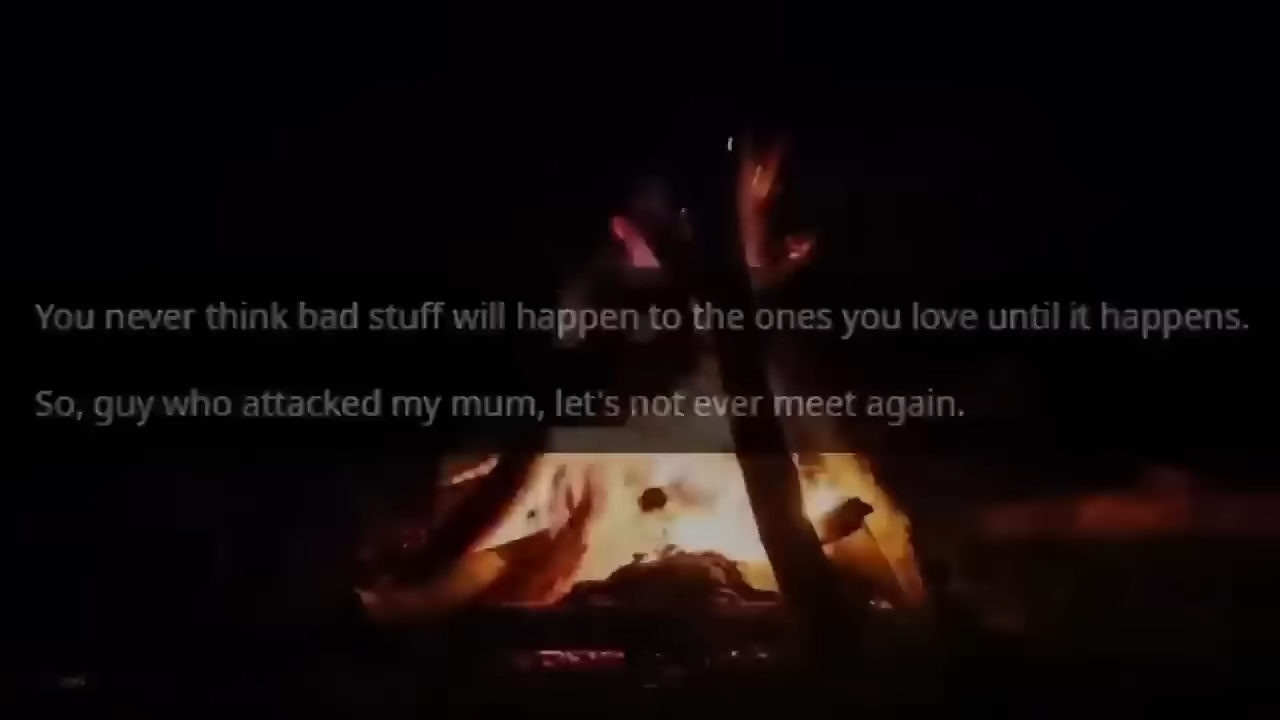 You never think bad stuff will happen to the ones you love until it happens.
So, guy who attacked my mum, let's not ever meet again.